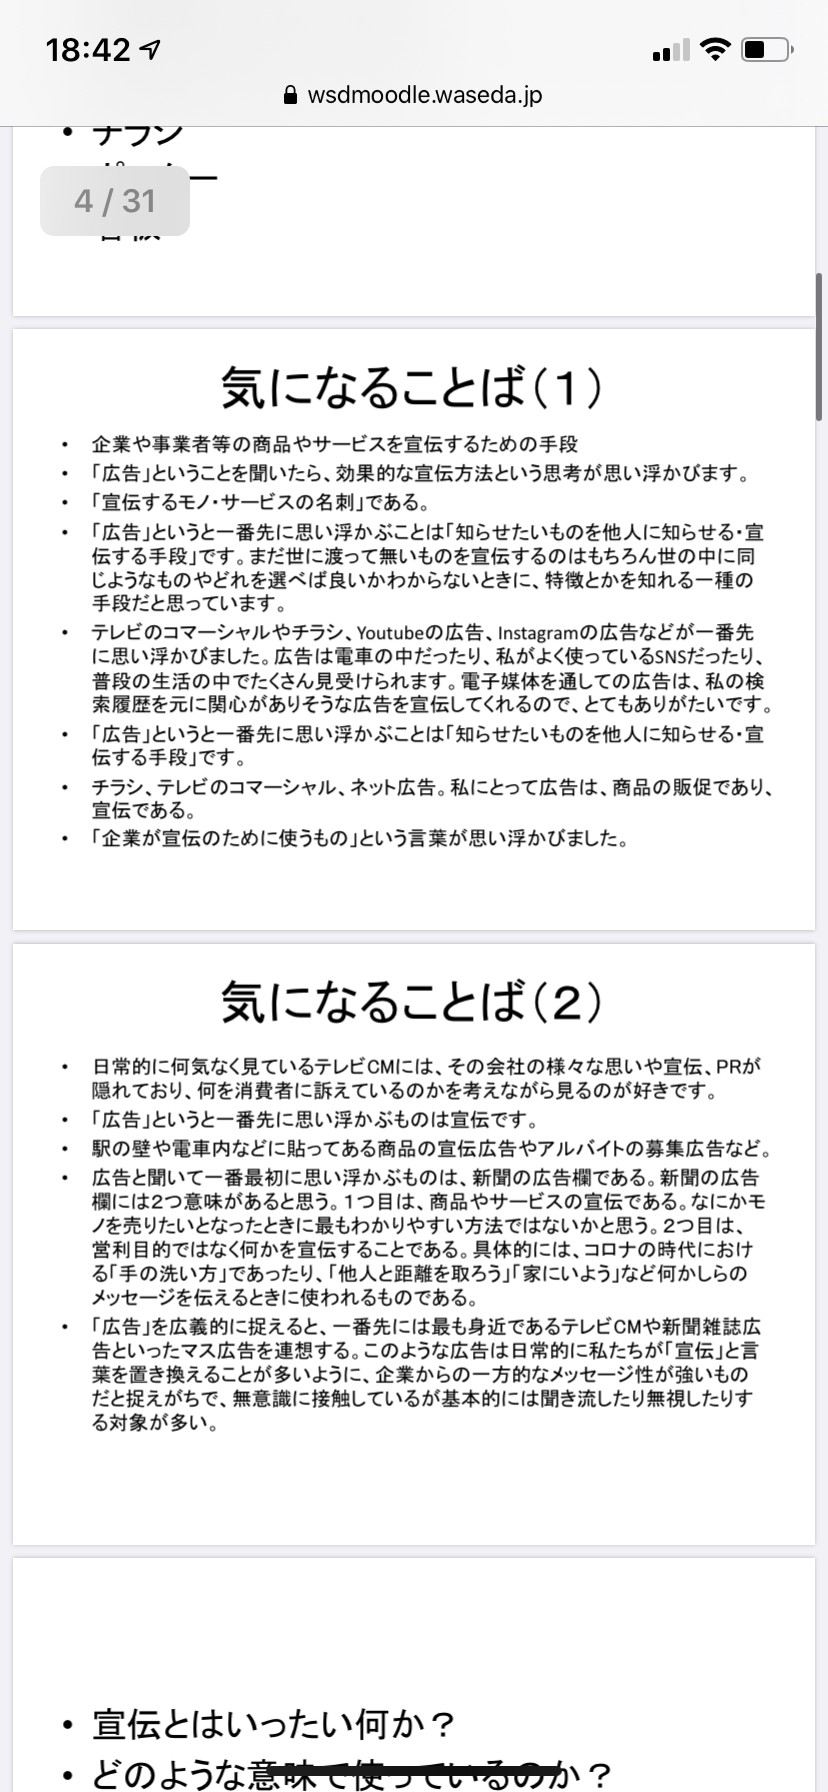 18:42
wsdmoodle.waseda.jp
・チラシ
4 / 31
気になることば(1)
・企業や事業者等の商品やサービスを宣伝するための手段
・「広告」ということを聞いたら、効果的な宣伝方法という思考が思い浮かびます。
・「宣伝するモノ・サービスの名刺」である。
・「広告」というと一番先に思い浮かぶことは「知らせたいものを他人に知らせる・宣
伝する手段」です。まだ世に渡って無いものを宣伝するのはもちろん世の中に同
じようなものやどれを選べば良いかわからないときに、特徴とかを知れる一種の
手段だと思っています。
・テレビのコマーシャルやチラシ、Youtubeの広告、Instagramの広告などが一番先
に思い浮かびました。広告は電車の中だったり、私がよく使っているSNSだったり、
普段の生活の中でたくさん見受けられます。電子媒体を通しての広告は、私の検
索履歴を元に関心がありそうな広告を宣伝してくれるので、とてもありがたいです。
・「広告」というと一番先に思い浮かぶことは「知らせたいものを他人に知らせる・宣
伝する手段」です。
・チラシ、テレビのコマーシャル、ネット広告。私にとって広告は、商品の販促であり、
宣伝である。
・「企業が宣伝のために使うもの」という言葉が思い浮かびました。
気になることば(2)
・日常的に何気なく見ているテレビCMには、その会社の様々な思いや宣伝、PRが
隠れており、何を消費者に訴えているのかを考えながら見るのが好きです。
・「広告」というと一番先に思い浮かぶものは宣伝です。
・駅の壁や電車内などに貼ってある商品の宣伝広告やアルバイトの募集広告など。
・広告と聞いて一番最初に思い浮かぶものは、新聞の広告欄である。新聞の広告
欄には2つ意味があると思う。1つ目は、商品やサービスの宣伝である。なにかモ
ノを売りたいとなったときに最もわかりやすい方法ではないかと思う。2つ目は、
営利目的ではなく何かを宣伝することである。具体的には、コロナの時代におけ
る「手の洗い方」であったり、「他人と距離を取ろう」「家にいよう」など何かしらの
メッセージを伝えるときに使われるものである。
・「広告」を広義的に捉えると、一番先には最も身近であるテレビCMや新聞雑誌広
告といったマス広告を連想する。このような広告は日常的に私たちが「宣伝」と言
葉を置き換えることが多いように、企業からの一方的なメッセージ性が強いもの
だと捉えがちで、無意識に接触しているが基本的には聞き流したり無視したりす
る対象が多い。
・宣伝とはいったい何か？
・どのような意味で使っているのか？